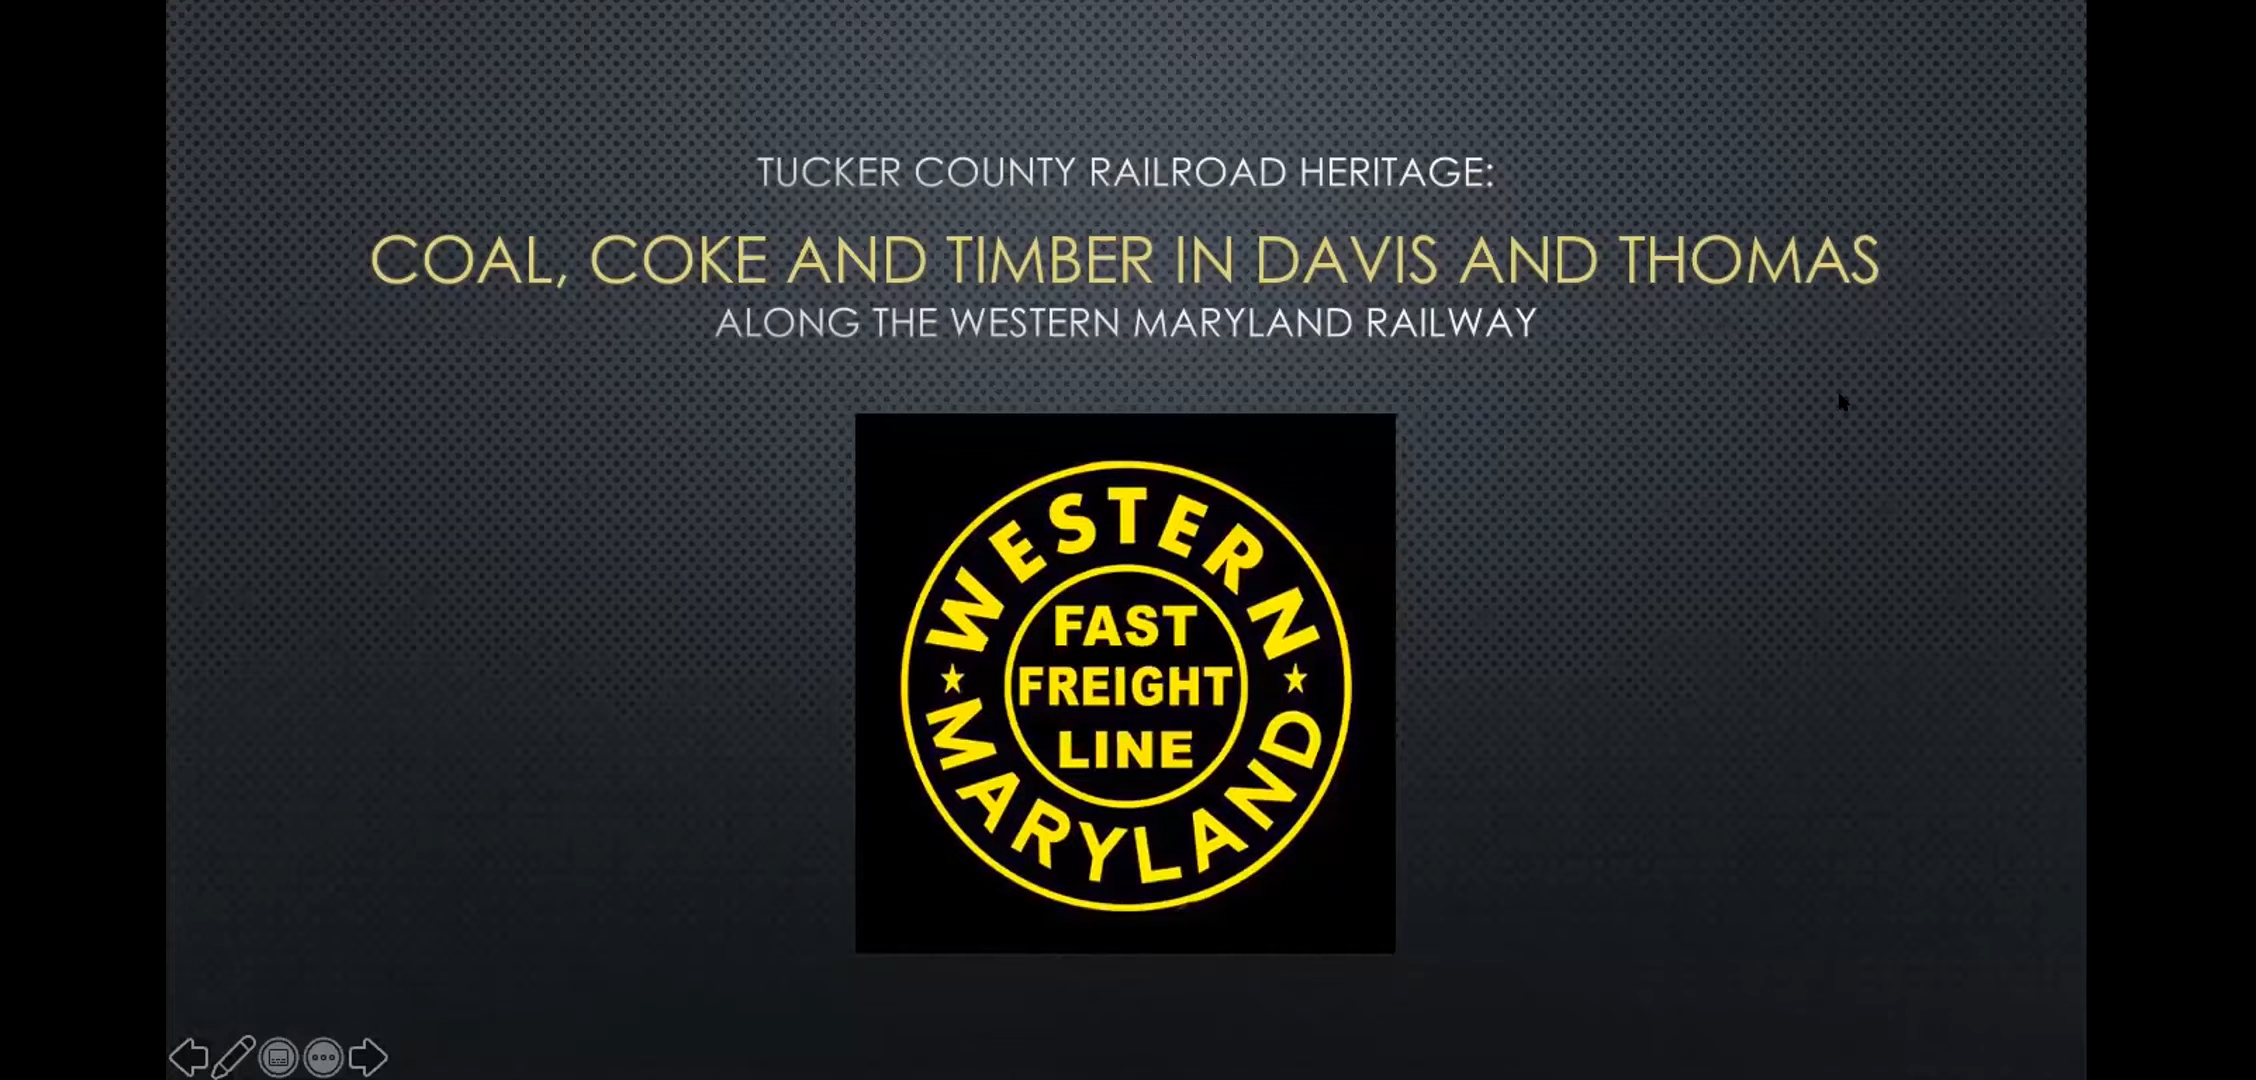 TUCKER COUNTY RAILROAD HERITAGE:
COAL, COKE AND TIMBER IN DAVIS AND THOMAS
ALONG THE WESTERN MARYLAND RAILWAY
WESTERN
FAST
FREIGHT
LINE
MARYLAND